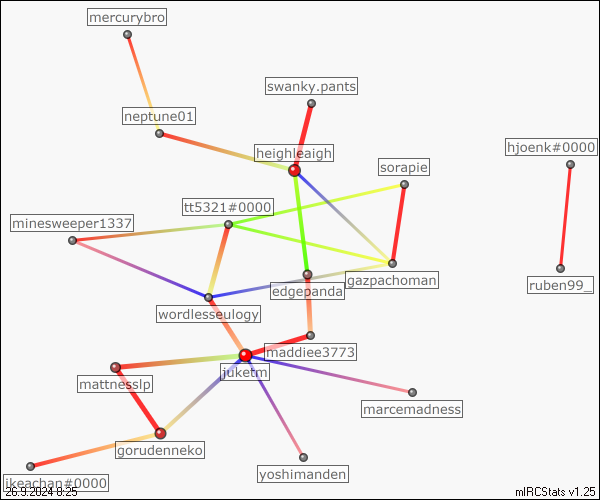 mercurybro
swanky.pants
neptune01
heighleaigh
hjoenk#0000
sorapie
tt5321#0000
minesweeper1337
gazpachoman
ruben99_
edgepanda
wordlesseulogy
maddiee3773
juketm
mattnesslp
marcemadness
gorudenneko
yoshimanden
ikeachan#0000
26.9.2024 8:25
mIRCStats v1.25